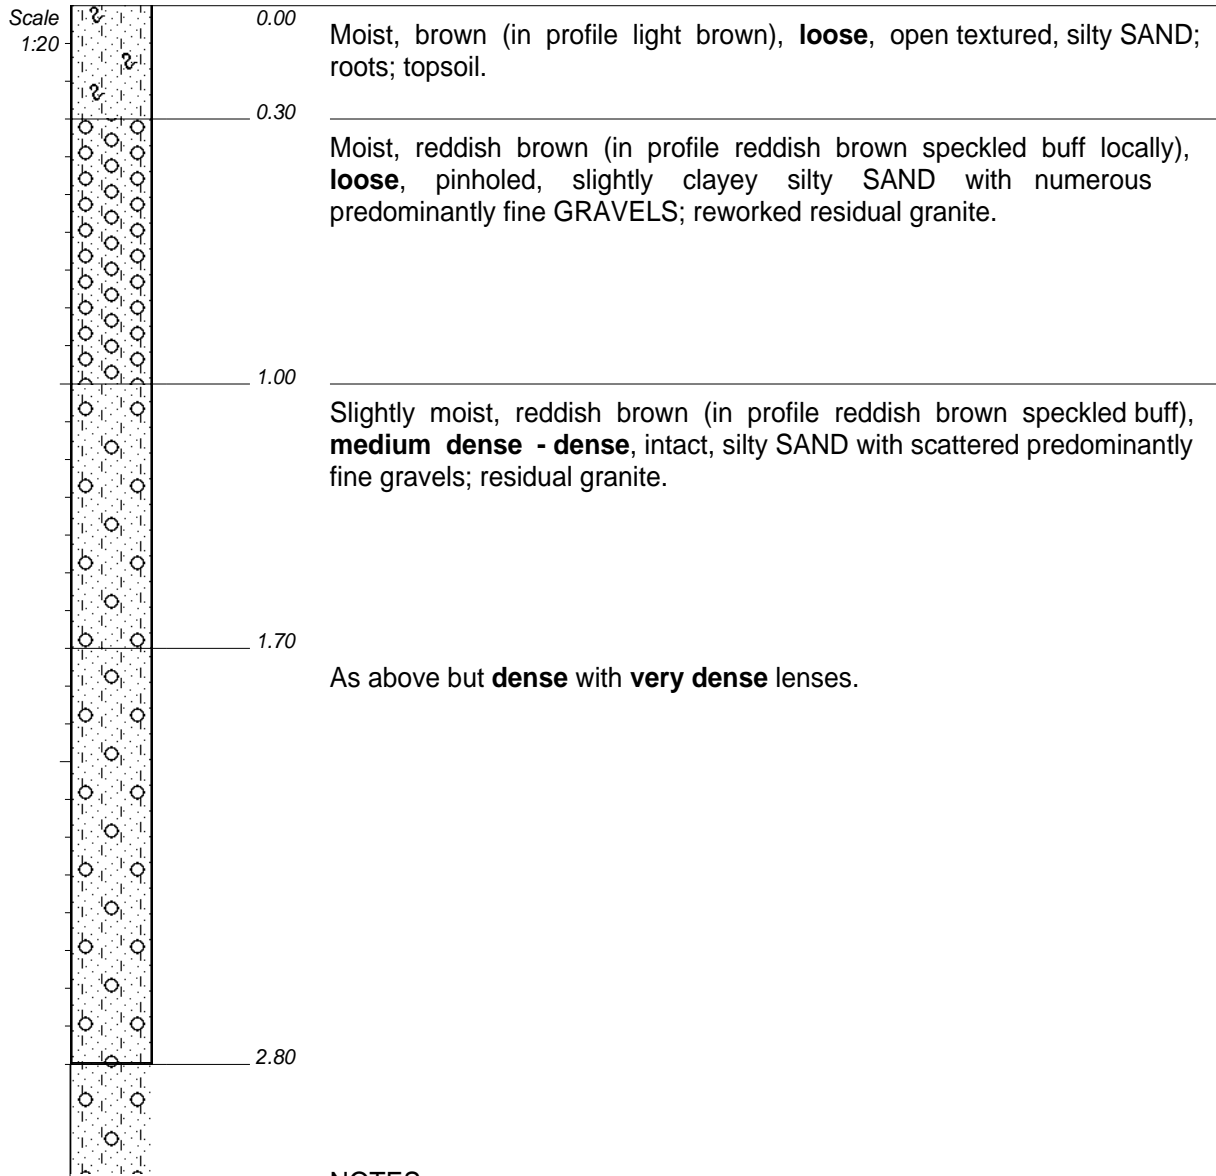 Scale
1:20
0.00
Moist, brown (in profile light brown), loose, open textured, silty SAND;
roots; topsoil.
0.30
Moist, reddish brown (in profile reddish brown speckled buff locally),
loose, pinholed, slightly clayey silty SAND with numerous
predominantly fine GRAVELS; reworked residual granite.
1.00
Slightly moist, reddish brown (in profile reddish brown speckled buff),
medium dense - dense, intact, silty SAND with scattered predominantly
fine gravels; residual granite.
1.70
As above but dense with very dense lenses.
2.80
NOTES